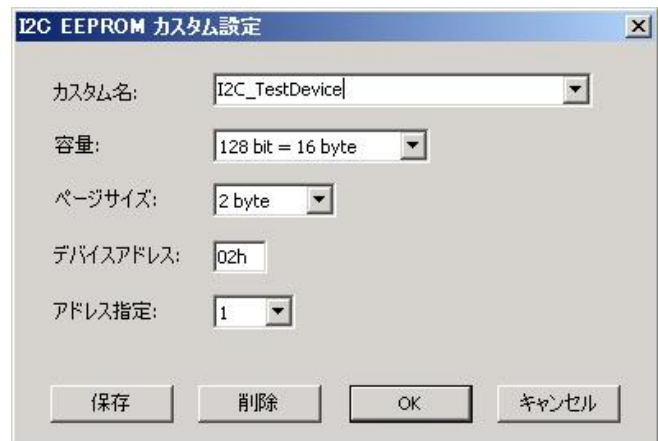 I2C EEPROM カスタム設定
カスタム名: I2C_TestDevice
容量: 128 bit = 16 byte
ページサイズ: 2 byte
デバイスアドレス: 02h
アドレス指定: 1
保存 削除 OK キャンセル